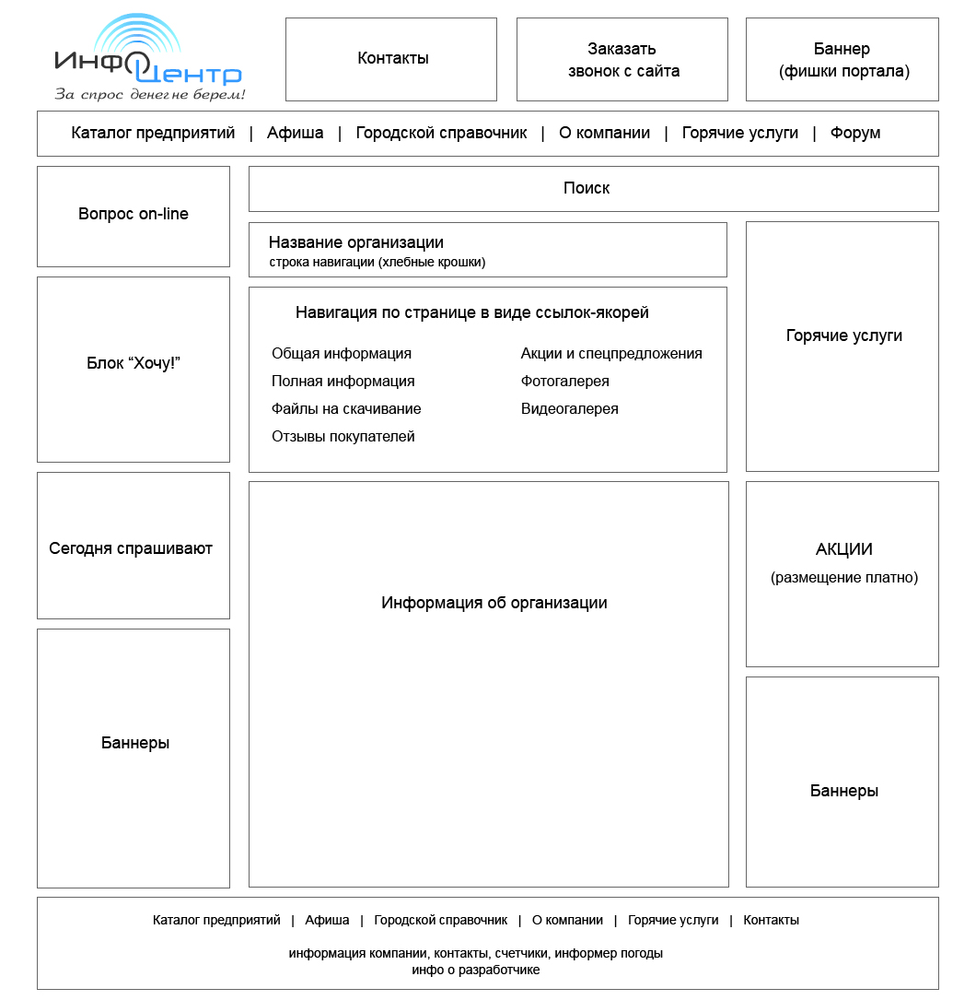 ИнфоЦентр
За спрос денег не берем!
Контакты
Заказать
звонок с сайта
Баннер
(фишки портала)
Каталог предприятий | Афиша | Городской справочник | О компании | Горячие услуги | Форум
Вопрос on-line
Поиск
Название организации
строка навигации (хлебные крошки)
Блок “Хочу!”
Навигация по странице в виде ссылок-якорей
Общая информация
Полная информация
Файлы на скачивание
Отзывы покупателей
Акции и спецпредложения
Фотогалерея
Видеогалерея
Горячие услуги
Сегодня спрашивают
Информация об организации
АКЦИИ
(размещение платно)
Баннеры
Баннеры
Каталог предприятий | Афиша | Городской справочник | О компании | Горячие услуги | Контакты
информация компании, контакты, счетчики, информер погоды
инфо о разработчике